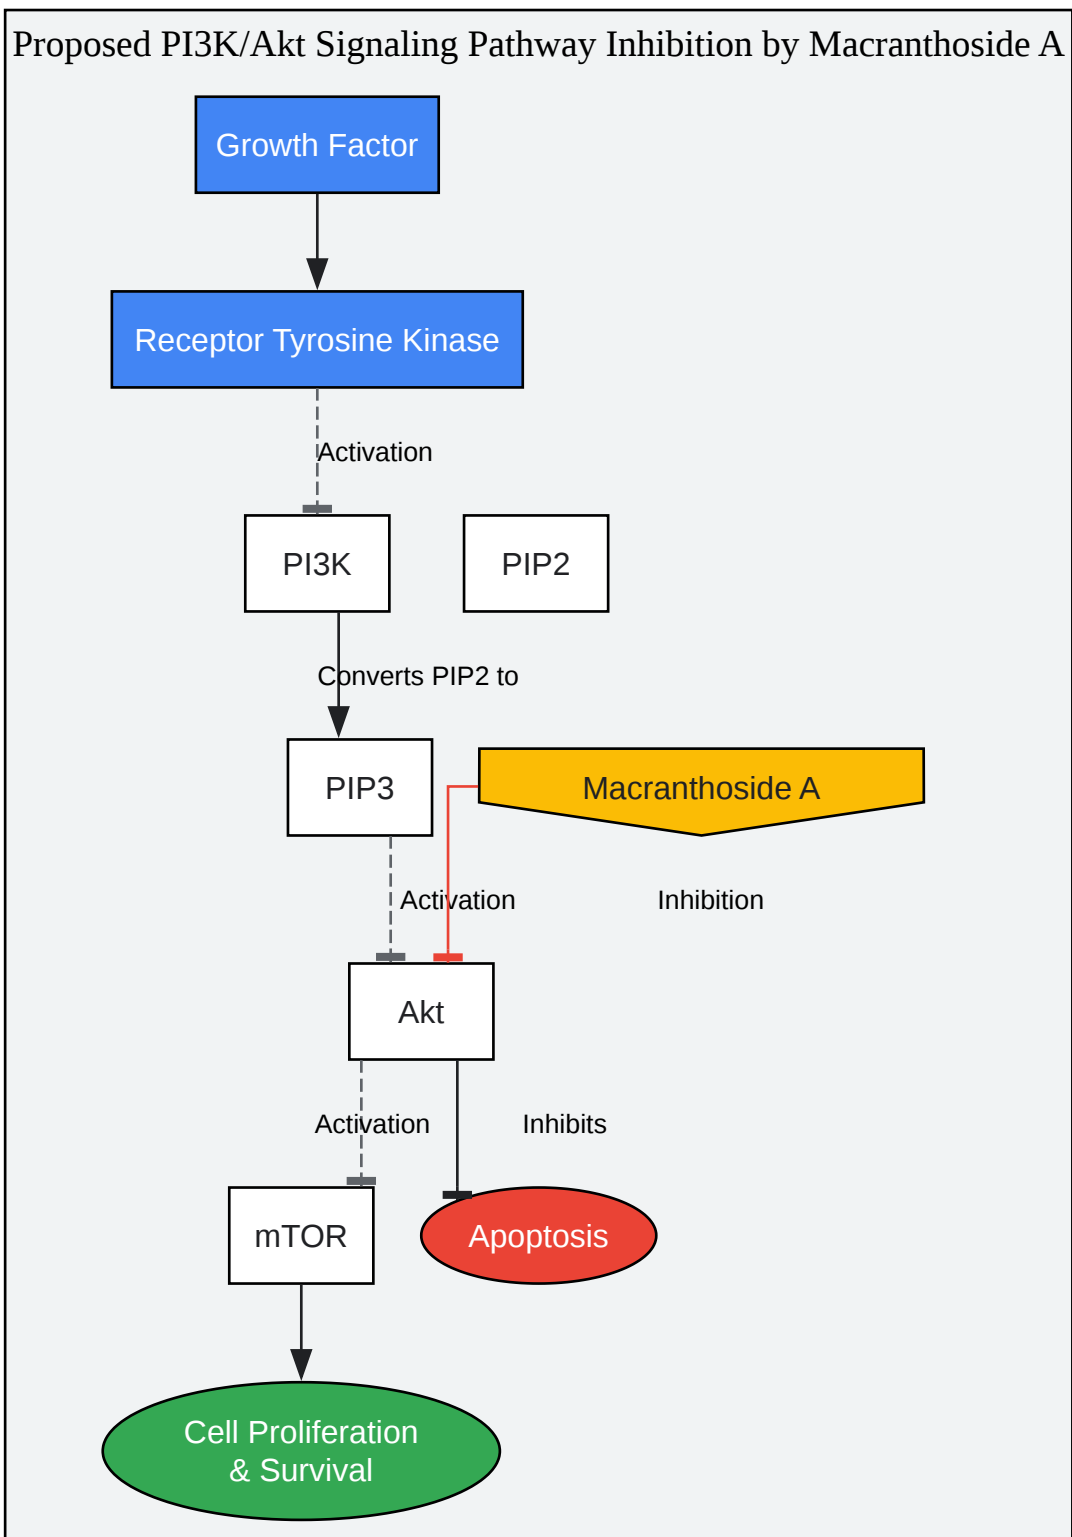 Proposed PI3K/Akt Signaling Pathway Inhibition by Macranthoside A
Growth Factor
Receptor Tyrosine Kinase
Activation
PI3K
PIP2
Converts PIP2 to
PIP3
Macranthoside A
Activation
Inhibition
Akt
Activation
Inhibits
mTOR
Apoptosis
Cell Proliferation
& Survival